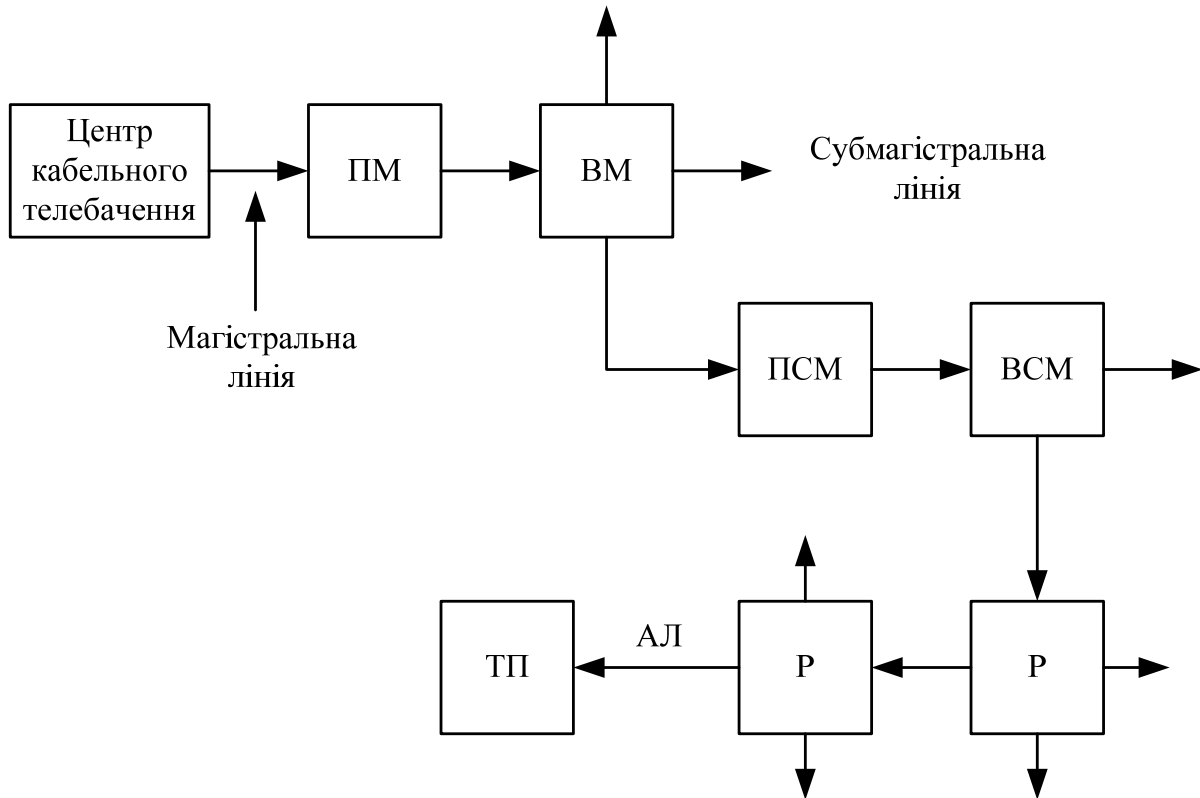 Центр
кабельного
телебачення
ПМ
ВМ
Субмагістральна
лінія
Магістральна
лінія
ПСМ
ВСМ
ТП
АЛ
Р
Р